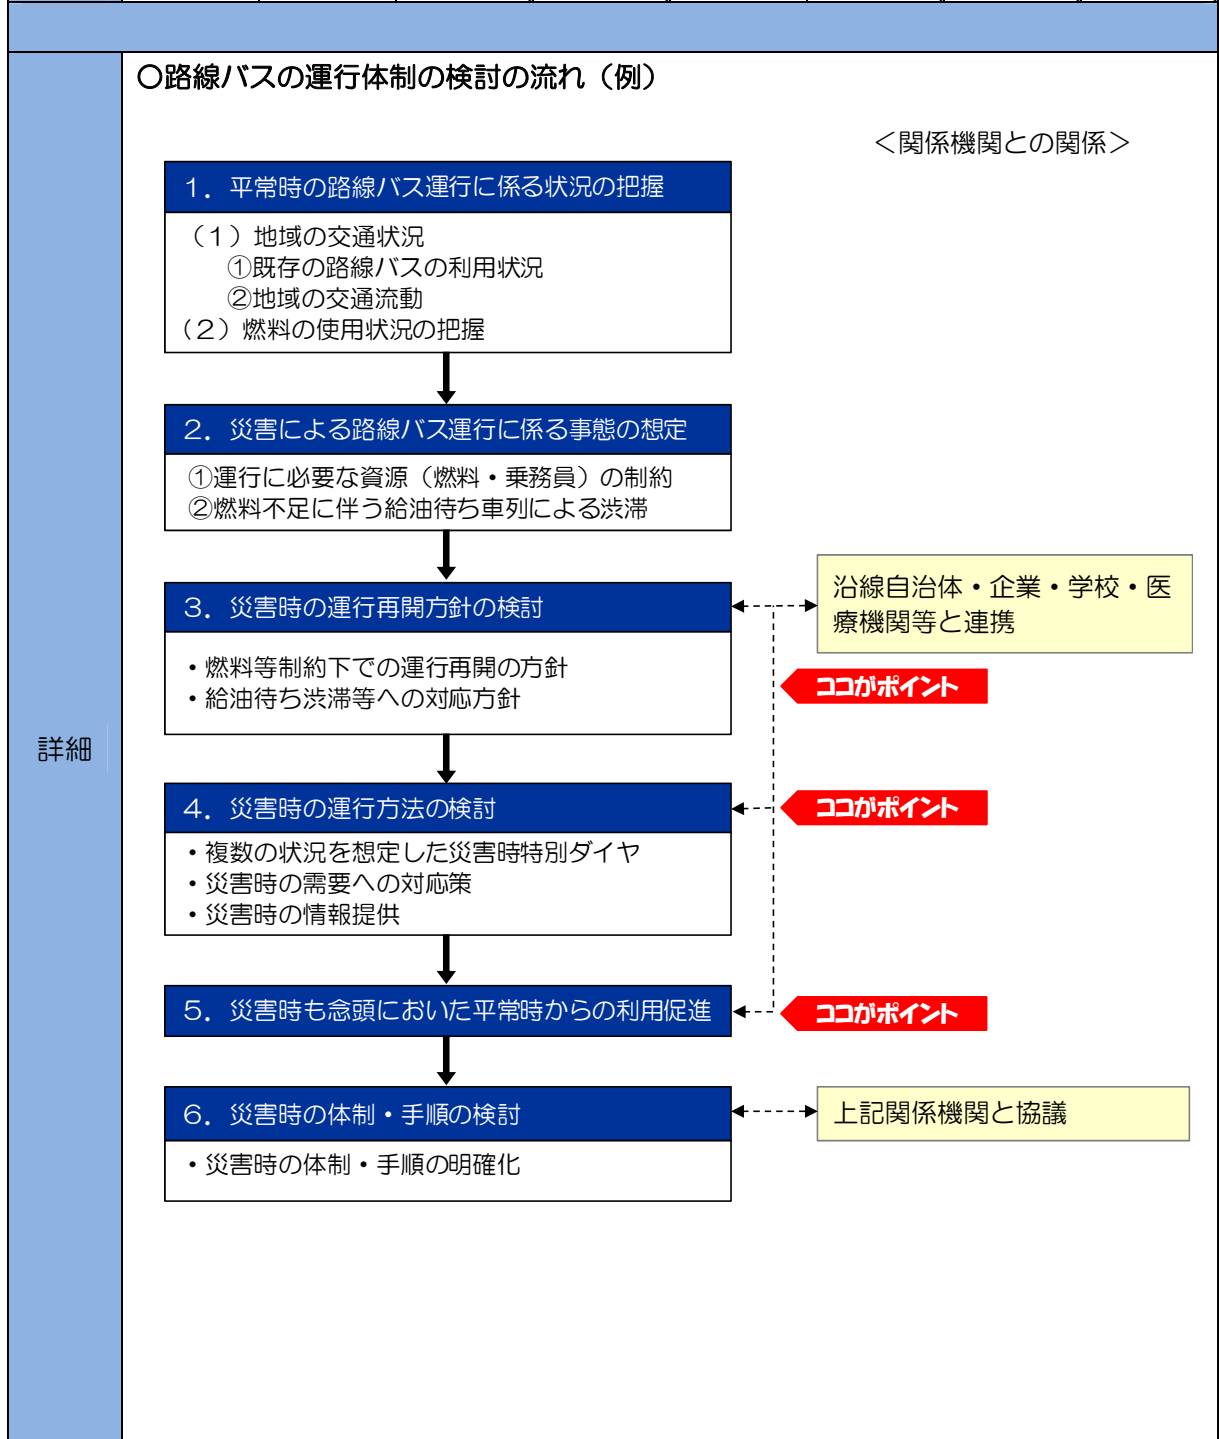 〇路線バスの運行体制の検討の流れ（例）
＜関係機関との関係＞
１．平常時の路線バス運行に係る状況の把握
（１）地域の交通状況
①既存の路線バスの利用状況
②地域の交通流動
（２）燃料の使用状況の把握
２．災害による路線バス運行に係る事態の想定
①運行に必要な資源（燃料・乗務員）の制約
②燃料不足に伴う給油待ち車列による渋滞
３．災害時の運行再開方針の検討
沿線自治体・企業・学校・医
療機関等と連携
・燃料等制約下での運行再開の方針
・給油待ち渋滞等への対応方針
ココがポイント
詳細
４．災害時の運行方法の検討
ココがポイント
・複数の状況を想定した災害時特別ダイヤ
・災害時の需要への対応策
・災害時の情報提供
５．災害時も念頭においた平常時からの利用促進
ココがポイント
６．災害時の体制・手順の検討
上記関係機関と協議
・災害時の体制・手順の明確化